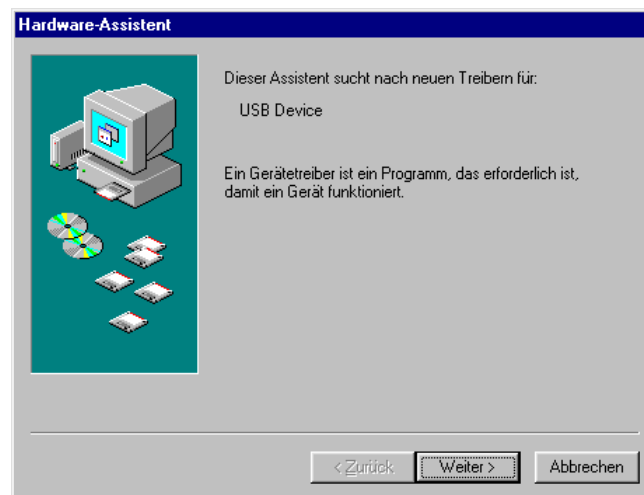 Hardware-Assistent
Dieser Assistent sucht nach neuen Treibern für:
USB Device
Ein Gerätetreiber ist ein Programm, das erforderlich ist,
damit ein Gerät funktioniert.
< Zurück
Weiter >
Abbrechen